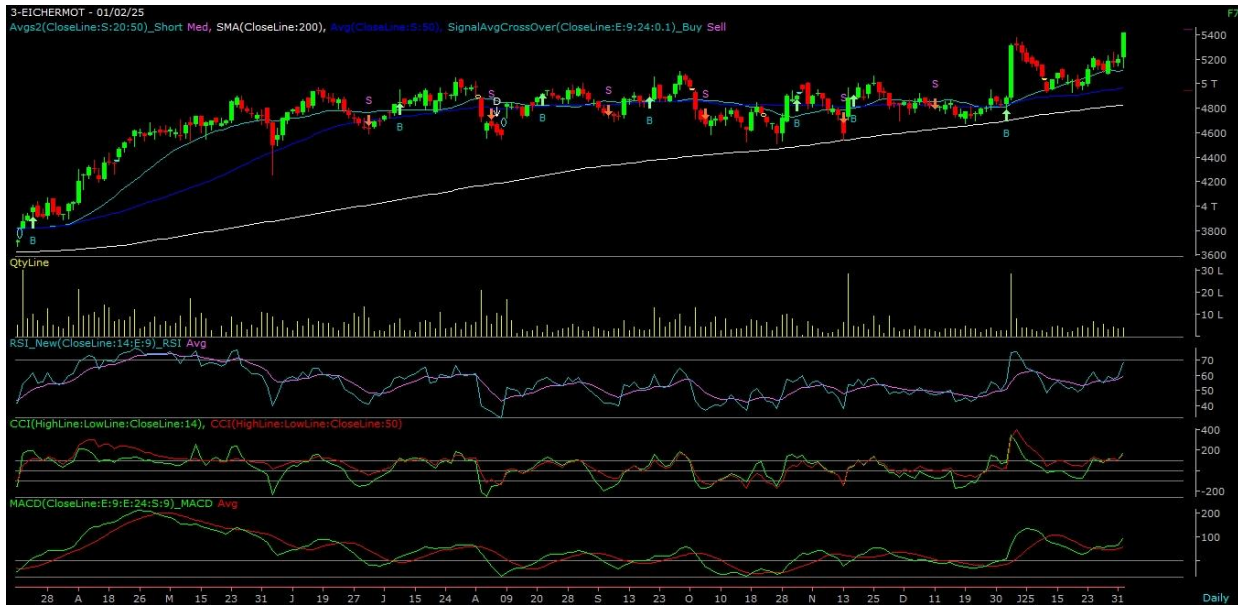 3-EICHERMOT - 01/02/25
F7
Avgs2(CloseLine:S:20:50)_Short Med, SMA(CloseLine:200), Avg(CloseLine:S:50), SignalAvgCrossOver(CloseLine:E:9:24:0.1)_Buy Sell
5400
5200
5 T
4800
4600
4400
4200
4 T
3800
3600
B S B S D B S B S B S B S B
QtyLine
30 L
20 L
10 L
RSI_New(CloseLine:14:E:9)_RSI Avg
70
60
50
40
CCI(HighLine:LowLine:CloseLine:14), CCI(HighLine:LowLine:CloseLine:50)
400
200
0
-200
MACD(CloseLine:E:9:E:24:S:9)_MACD Avg
200
100
0
28 A 18 26 M 15 23 31 J 19 27 J 15 24 A 09 20 28 S 13 23 O 10 18 28 N 13 25 D 11 19 30 J25 15 23 31 Daily